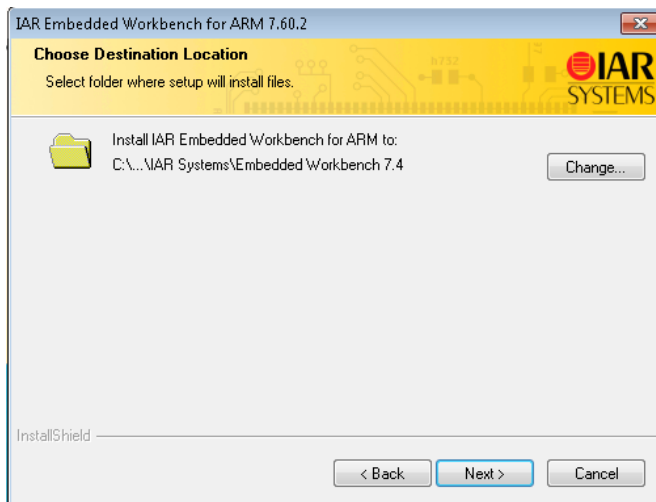 IAR Embedded Workbench for ARM 7.60.2
Choose Destination Location
Select folder where setup will install files.
b732
IAR
SYSTEMS
Install IAR Embedded Workbench for ARM to:
C:\...\IAR Systems\Embedded Workbench 7.4
Change...
InstallShield
< Back
Next >
Cancel